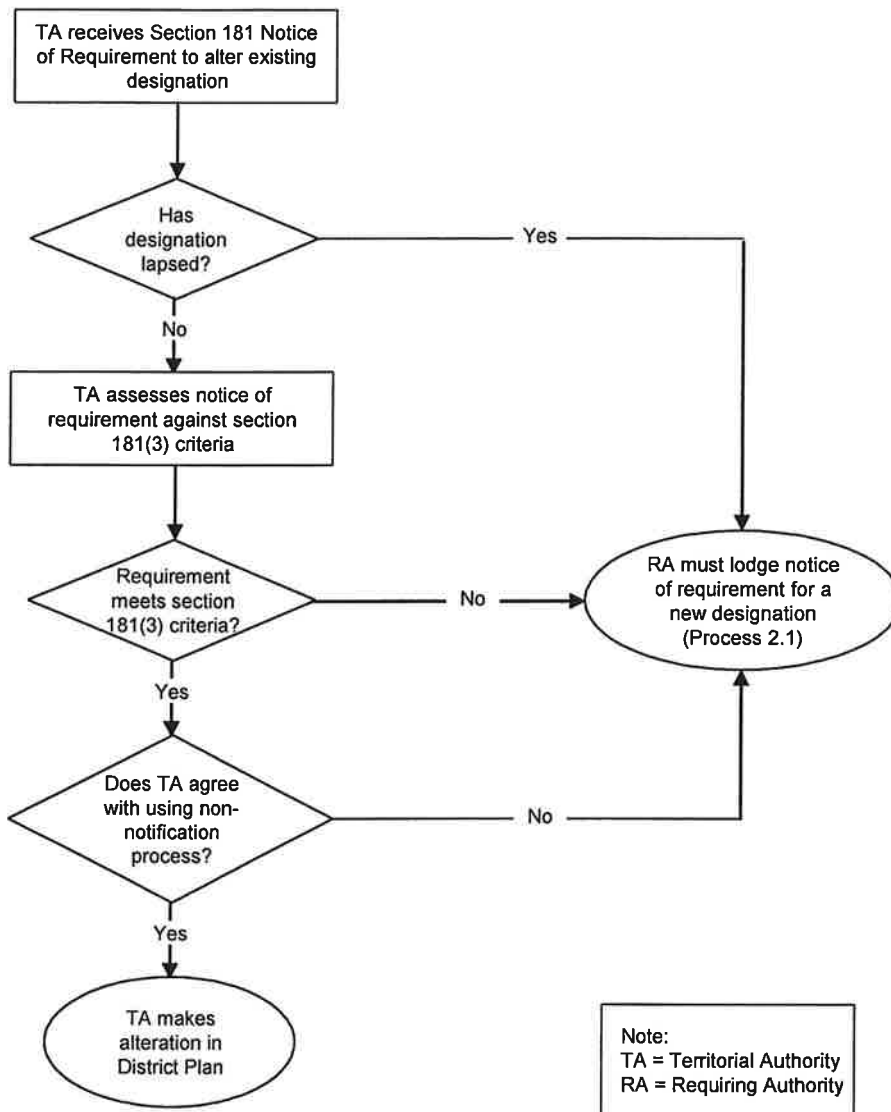 TA receives Section 181 Notice
of Requirement to alter existing
designation
Has
designation
lapsed?
Yes
No
TA assesses notice of
requirement against section
181(3) criteria
Requirement
meets section
181(3) criteria?
No
RA must lodge notice
of requirement for a
new designation
(Process 2.1)
Yes
Does TA agree
with using non-
notification
process?
No
Yes
TA makes
alteration in
District Plan
Note:
TA = Territorial Authority
RA = Requiring Authority